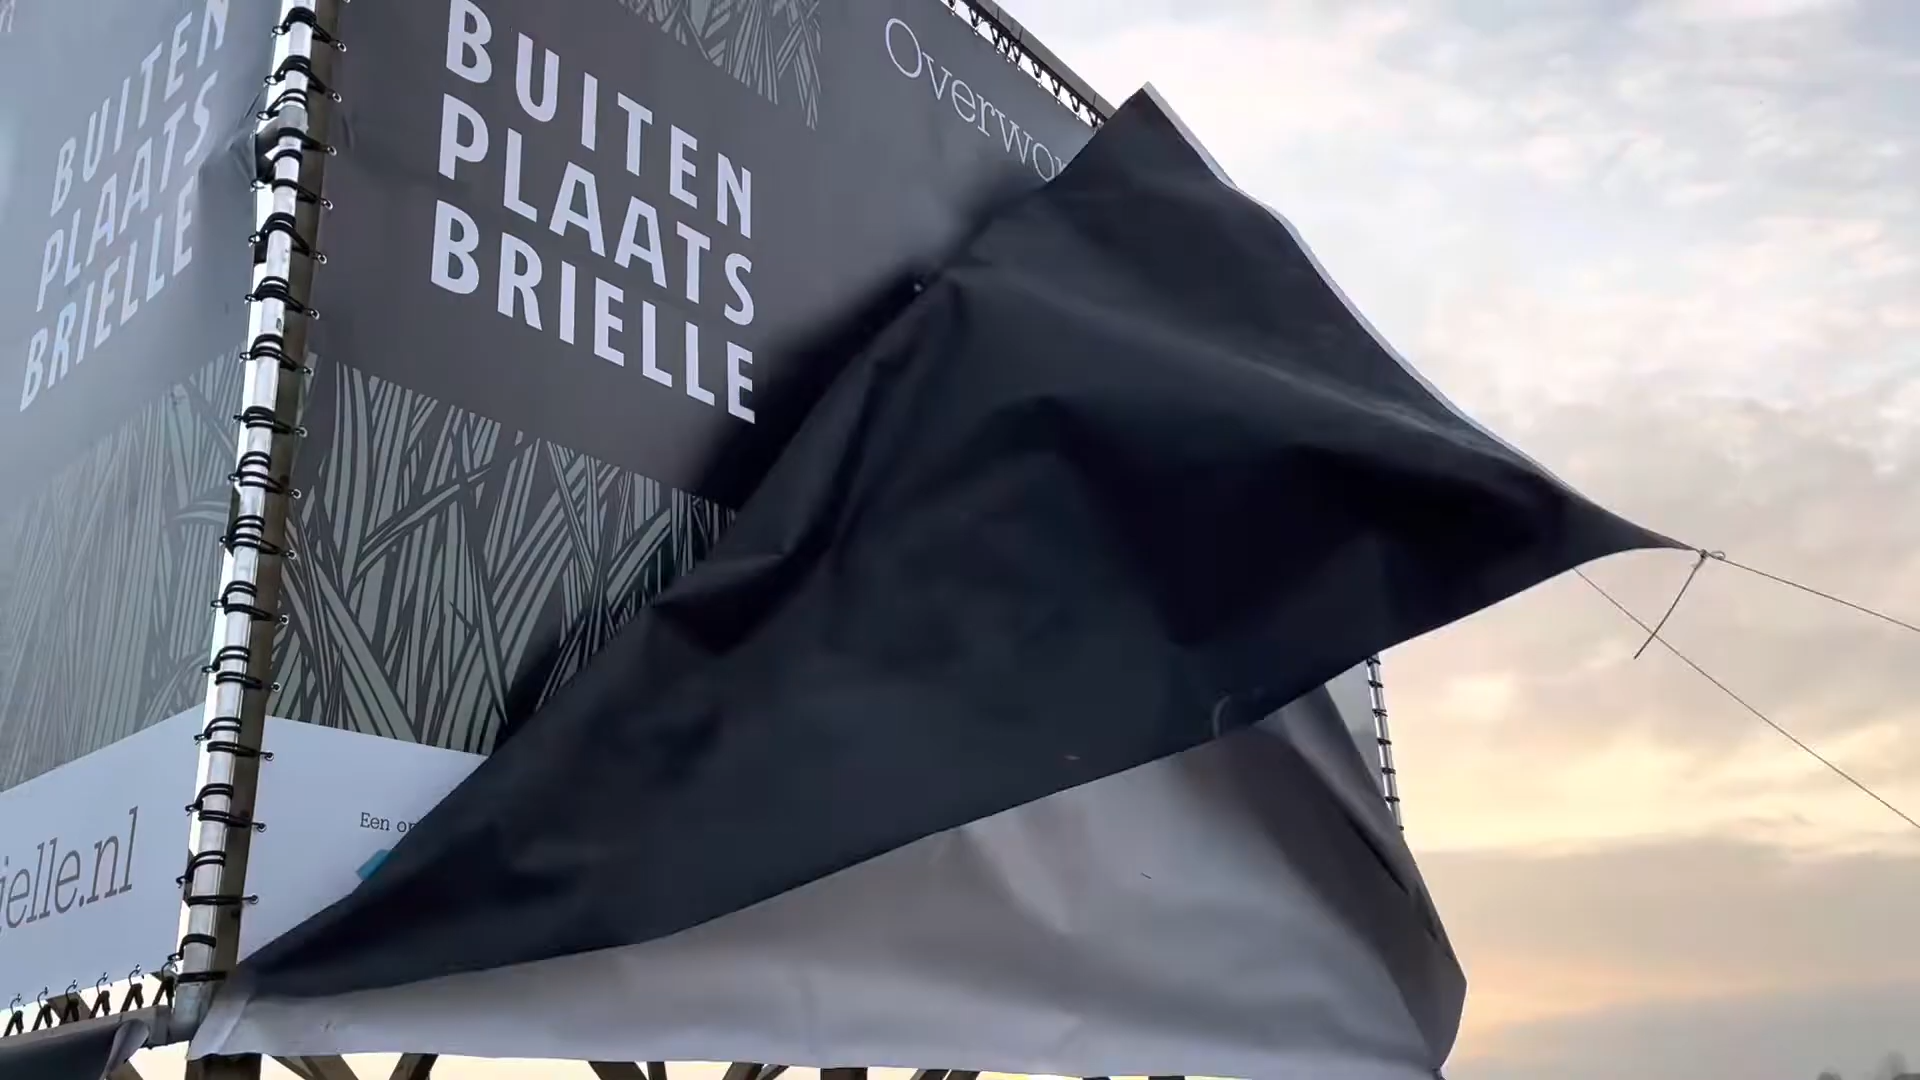 BUITEN
PLAATS
BRIELLE
ielle.nl
BUITEN
PLAATS
BRIELLE
Overwo
Een